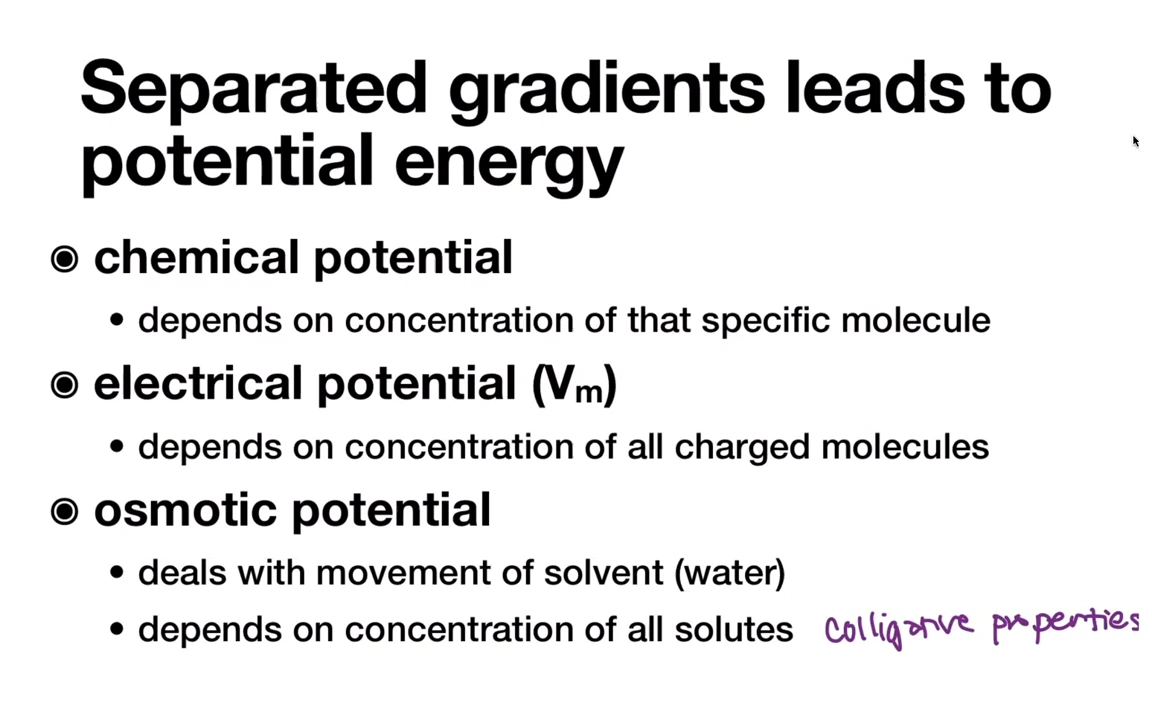 Separated gradients leads to
potential energy
◉ chemical potential
• depends on concentration of that specific molecule
◉ electrical potential (Vm)
• depends on concentration of all charged molecules
◉ osmotic potential
• deals with movement of solvent (water)
• depends on concentration of all solutes colligative properties